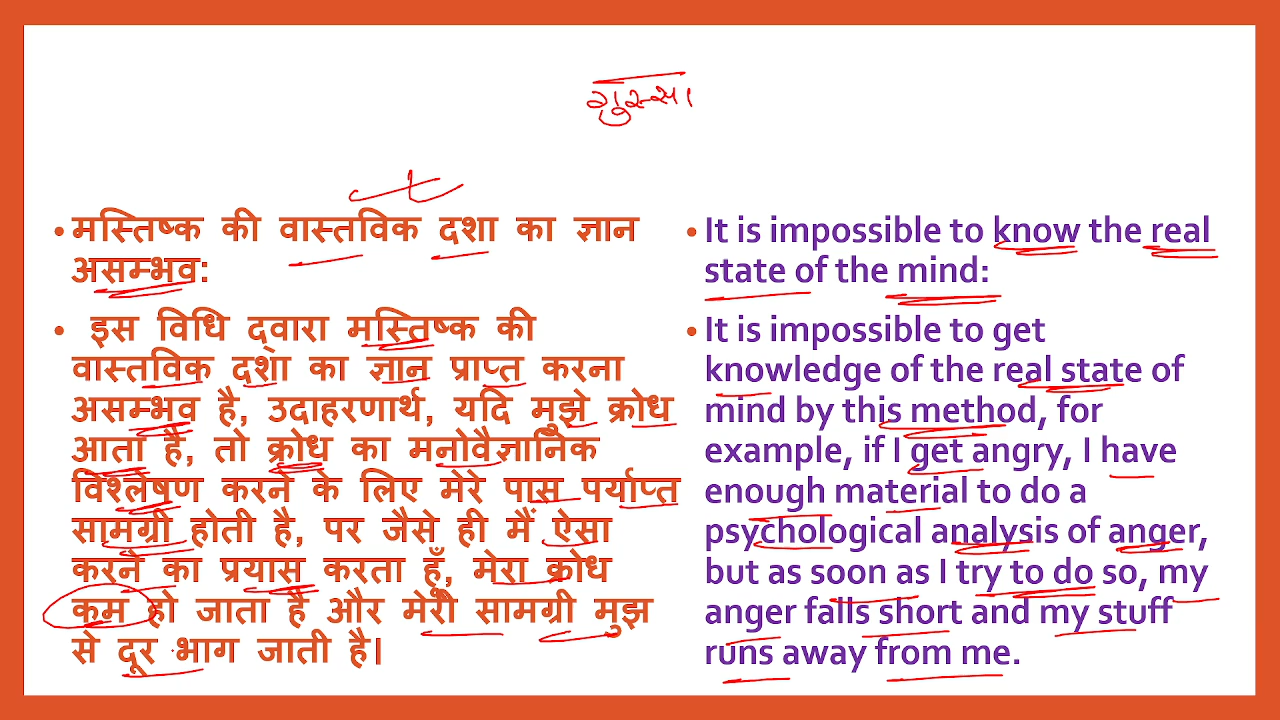 गुस्सा
• मस्तिष्क की वास्तविक दशा का ज्ञान
असम्भव:
• इस विधि द्वारा मस्तिष्क की
वास्तविक दशा का ज्ञान प्राप्त करना
असम्भव है, उदाहरणार्थ, यदि मुझे क्रोध
आता है, तो क्रोध का मनोवैज्ञानिक
विश्लेषण करने के लिए मेरे पास पर्याप्त
सामग्री होती है, पर जैसे ही मैं ऐसा
करने का प्रयास करता हूँ, मेरा क्रोध
कम हो जाता है और मेरी सामग्री मुझ
से दूर भाग जाती है।
• It is impossible to know the real
state of the mind:
• It is impossible to get
knowledge of the real state of
mind by this method, for
example, if I get angry, I have
enough material to do a
psychological analysis of anger,
but as soon as I try to do so, my
anger falls short and my stuff
runs away from me.